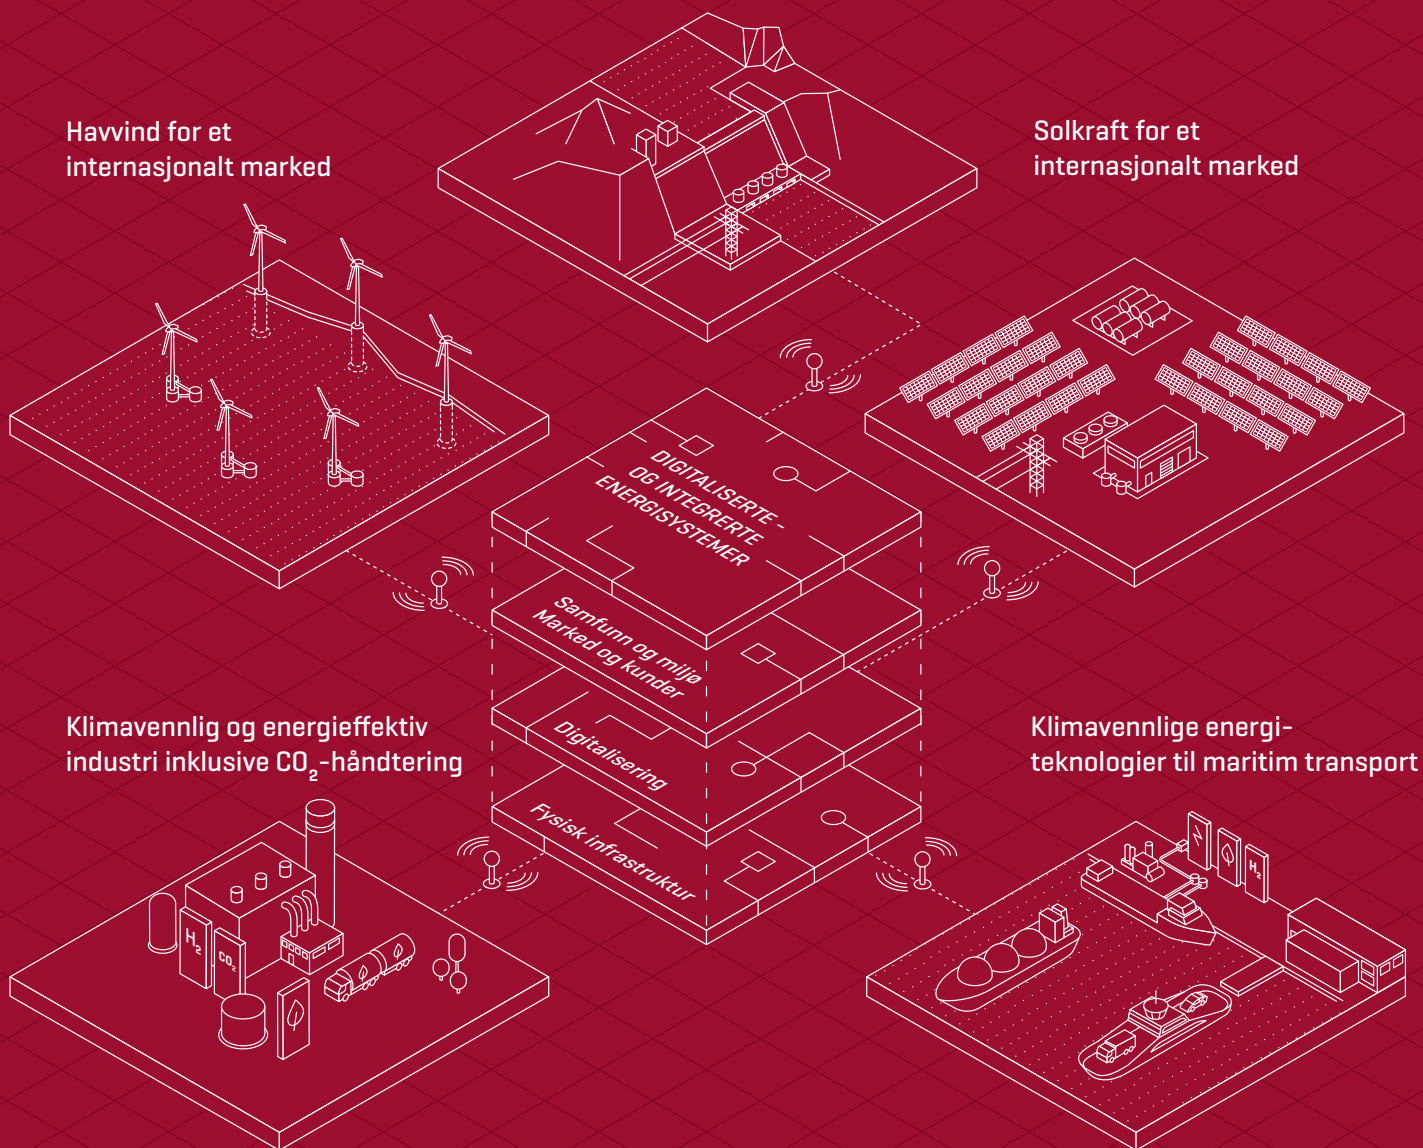 Havvind for et
internasjonalt marked
Solkraft for et
internasjonalt marked
DIGITALISERTE -
OG INTEGRERTE
ENERGISYSTEMER
Samfunn og miljø
Marked og kunder
Digitalisering
Fysisk infrastruktur
Klimavennlig og energieffektiv
industri inklusive CO₂-håndtering
H₂
CO₂
Klimavennlige energi-
teknologier til maritim transport
H₂